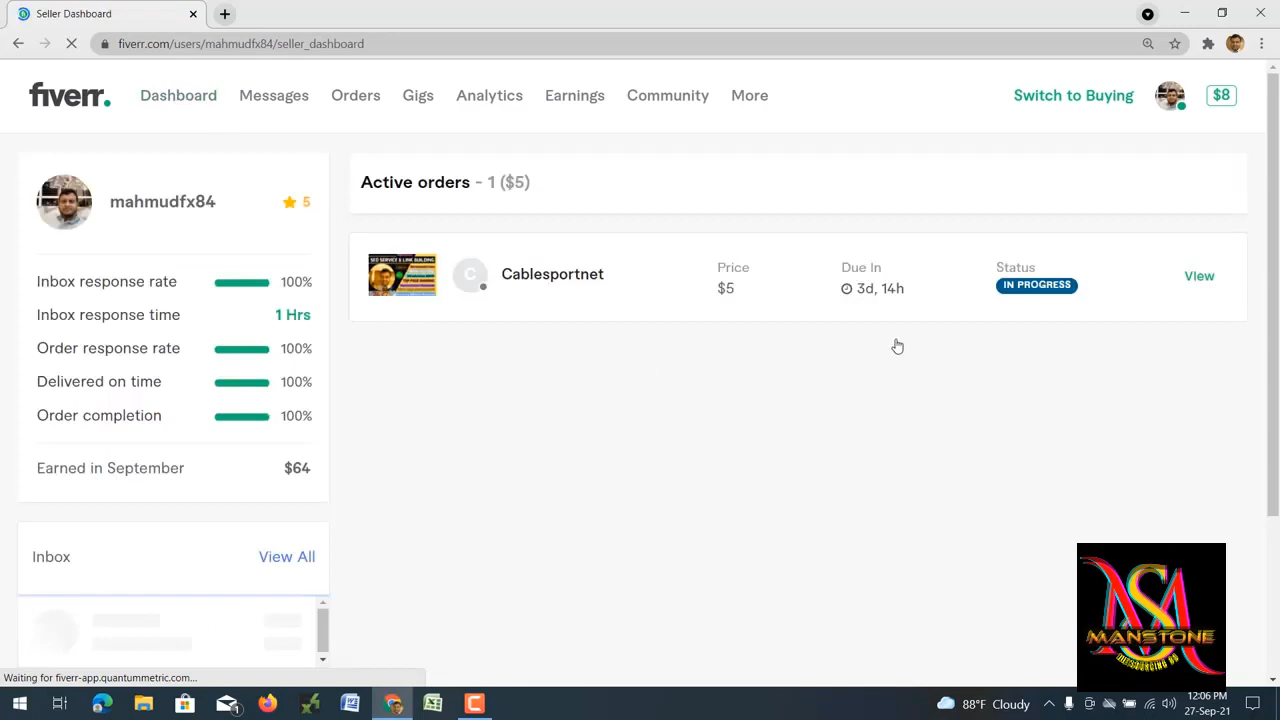 Seller Dashboard
fiverr.com/users/mahmudfx84/seller_dashboard
fiverr.
Dashboard
Messages
Orders
Gigs
Analytics
Earnings
Community
More
Switch to Buying
$8
mahmudfx84
5
Inbox response rate
100%
Inbox response time
1 Hrs
Order response rate
100%
Delivered on time
100%
Order completion
100%
Earned in September
$64
Inbox
View All
Active orders - 1 ($5)
SEO SERVICE & LINK BUILDING
C
Cablesportnet
Price
$5
Due In
3d, 14h
Status
IN PROGRESS
View
MANSTONE
Waiting for fiverr-app.quantummetric.com...
88°F Cloudy
12:06 PM
27-Sep-21